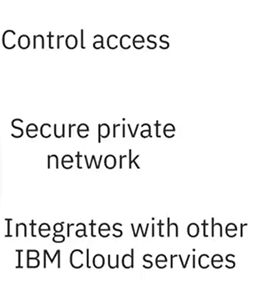 Control access
Secure private
network
Integrates with other
IBM Cloud services